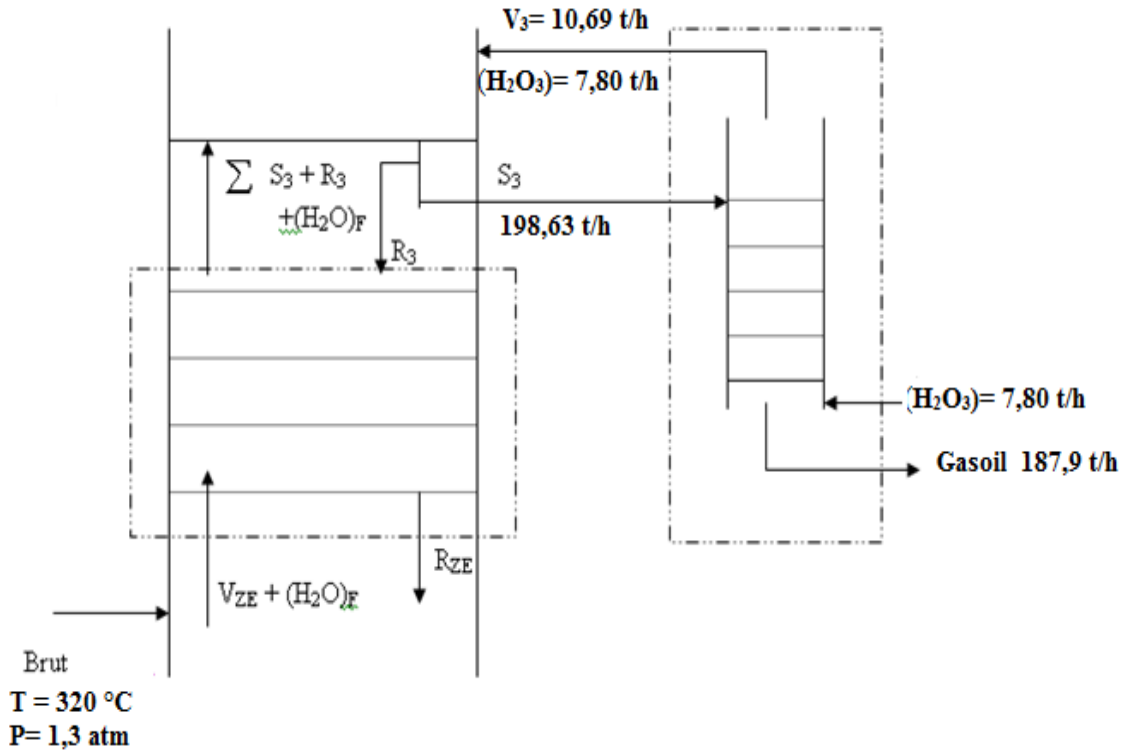 V₃= 10,69 t/h
(H₂O₃)= 7,80 t/h
∑ S₃ + R₃
+(H₂O)F
S₃
198,63 t/h
R₃
(H₂O₃)= 7,80 t/h
Gasoil 187,9 t/h
RZE
VZE + (H₂O)F
Brut
T = 320 °C
P= 1,3 atm